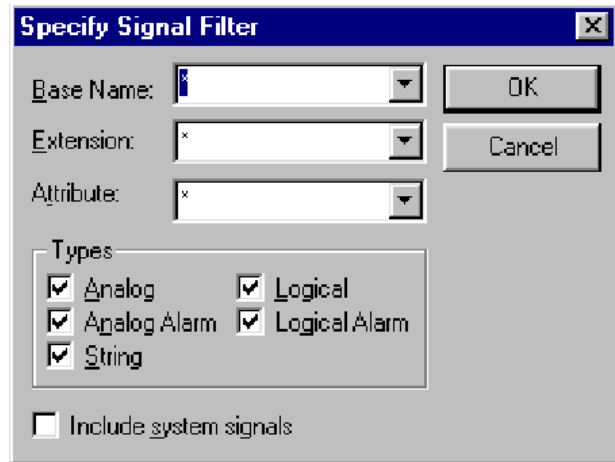 Specify Signal Filter
Base Name: *
OK
Extension: *
Cancel
Attribute: *
Types
Analog
Logical
Analog Alarm
Logical Alarm
String
Include system signals